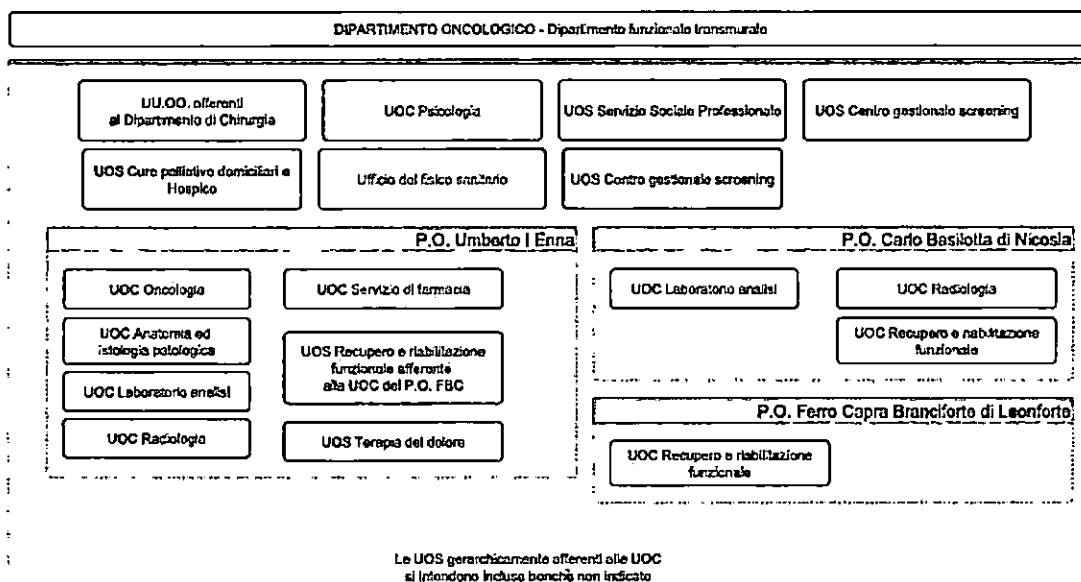 DIPARTIMENTO ONCOLOGICO - Dipartimento funzionale transmurale
UU.OO. afferenti
al Dipartimento di Chirurgia
UOC Psicologia
UOS Servizio Sociale Professionale
UOS Centro gestionale screening
UOS Cure palliative domiciliari e
Hospice
Ufficio del fisico sanitario
UOS Centro gestionale screening
P.O. Umberto I Enna
UOC Oncologia
UOC Servizio di farmacia
UOC Anatomia ed
istologia patologica
UOS Recupero e riabilitazione
funzionale afferente
alla UOC del P.O. FBC
UOC Laboratorio analisi
UOC Radiologia
UOS Terapia del dolore
P.O. Carlo Basilotta di Nicosia
UOC Laboratorio analisi
UOC Radiologia
UOC Recupero e riabilitazione
funzionale
P.O. Ferro Capra Branciforte di Leonforte
UOC Recupero e riabilitazione
funzionale
Le UOS gerarchicamente afferenti alle UOC
si intendono incluse benchè non indicate